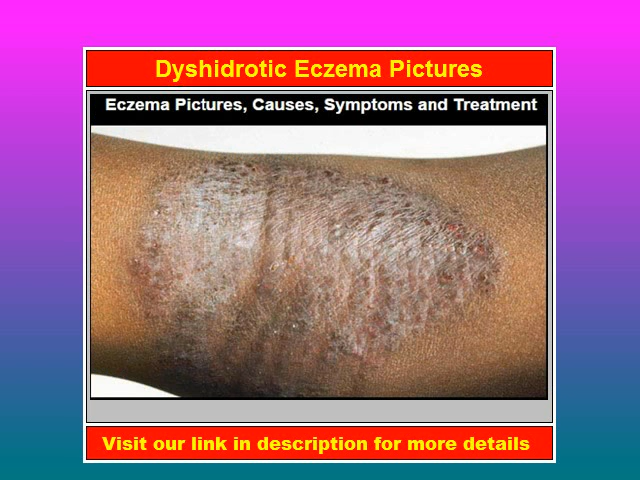 Dyshidrotic Eczema Pictures
Eczema Pictures, Causes, Symptoms and Treatment
Visit our link in description for more details